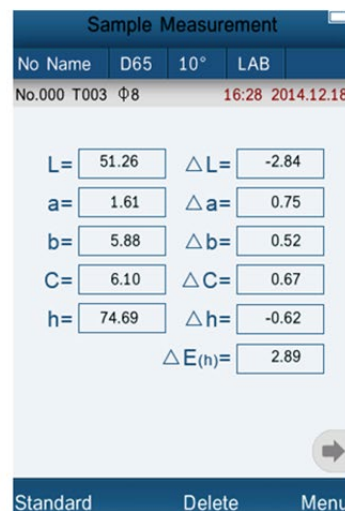 Sample Measurement
No Name D65 10° LAB
No.000 T003 Φ8 16:28 2014.12.18
L= 51.26 △L= -2.84
a= 1.61 △a= 0.75
b= 5.88 △b= 0.52
C= 6.10 △C= 0.67
h= 74.69 △h= -0.62
△E(h)= 2.89
Standard Delete Menu